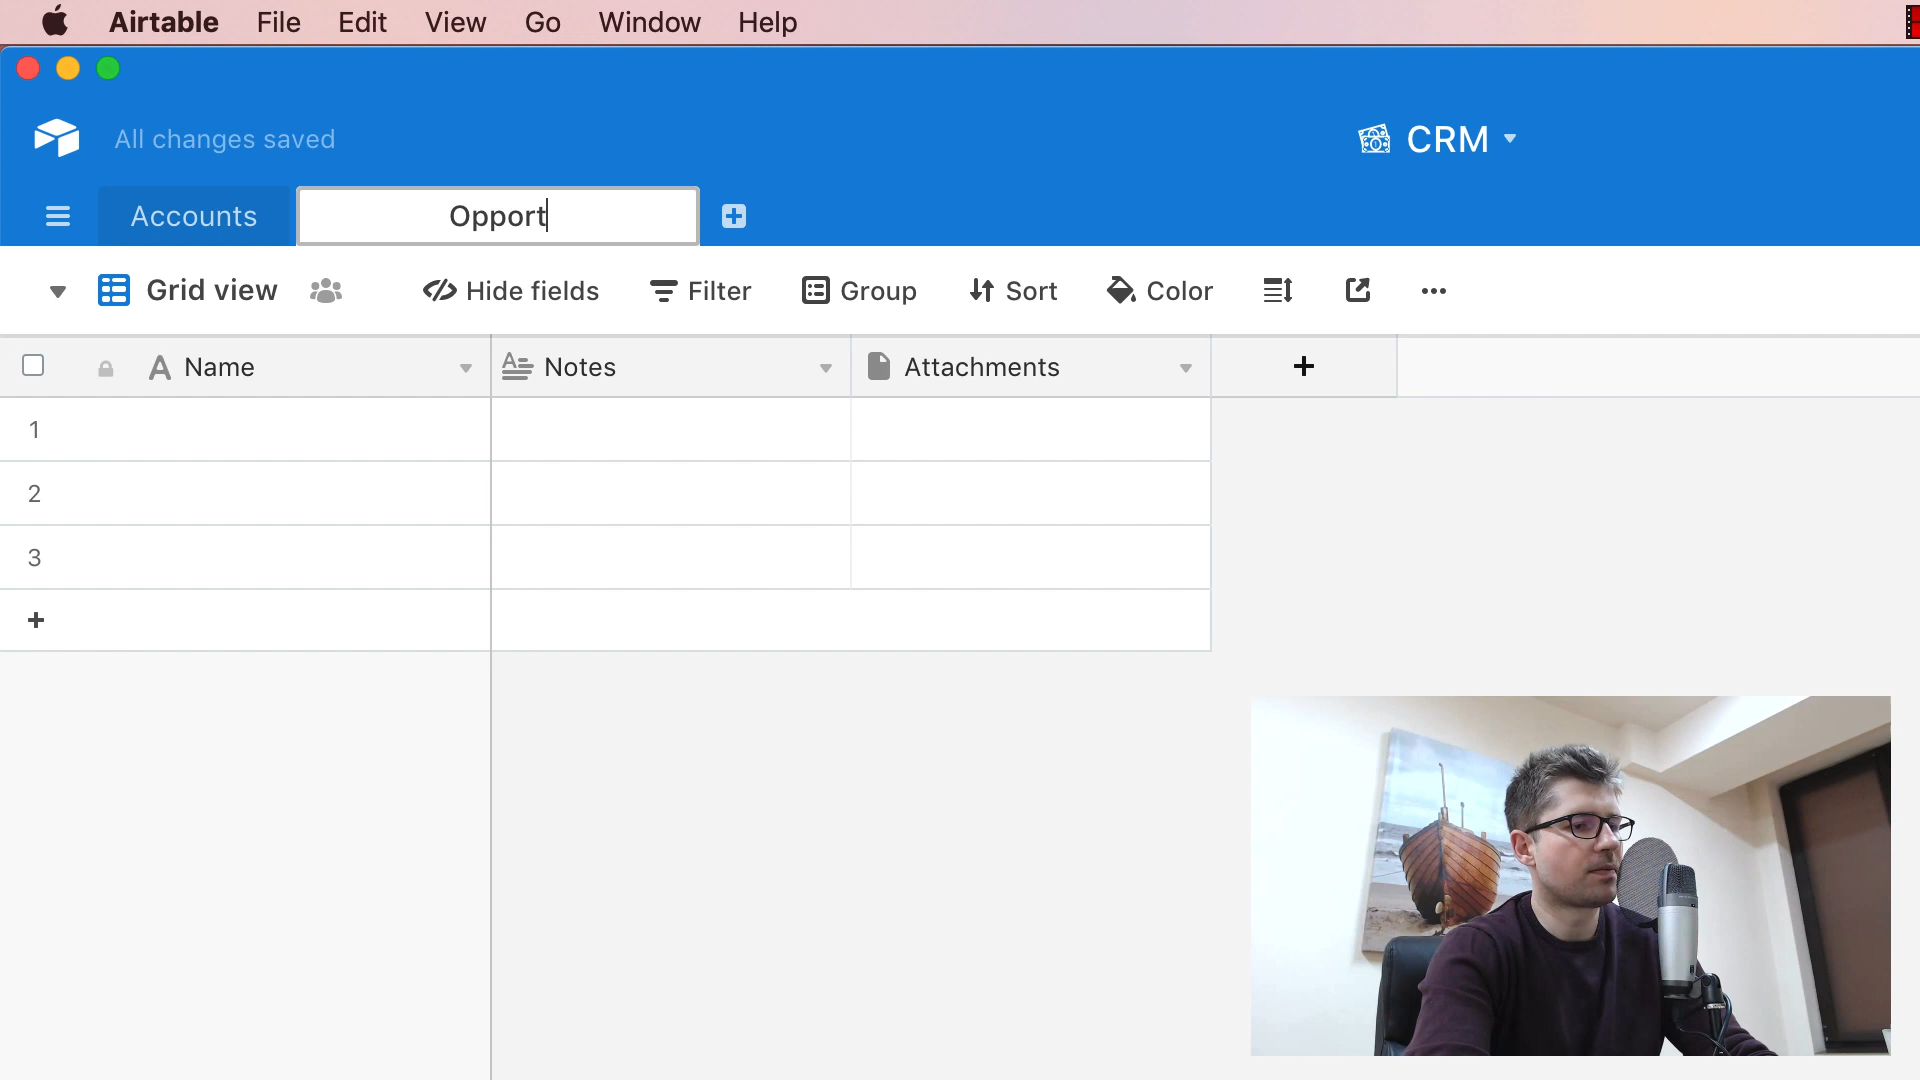 Airtable File Edit View Go Window Help
All changes saved
CRM
Accounts Opport
Grid view Hide fields Filter Group Sort Color
Name Notes Attachments
1
2
3